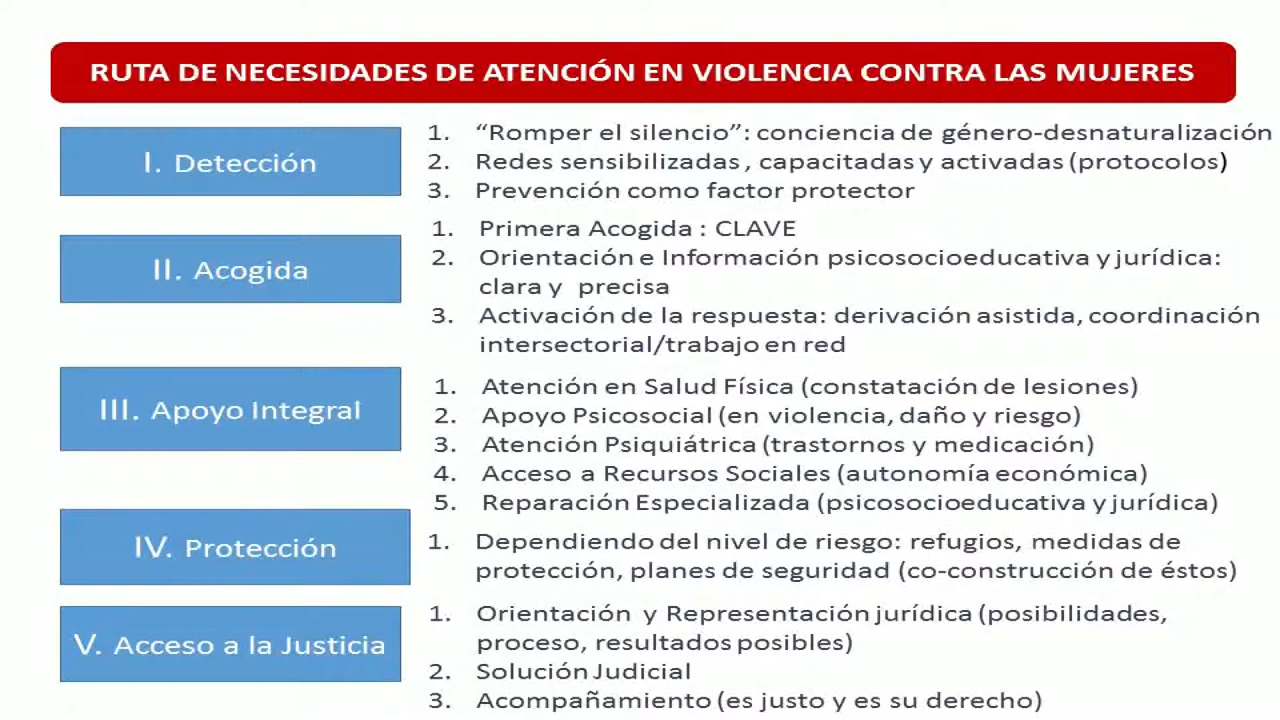 RUTA DE NECESIDADES DE ATENCIÓN EN VIOLENCIA CONTRA LAS MUJERES
I. Detección
1. “Romper el silencio”: conciencia de género-desnaturalización
2. Redes sensibilizadas , capacitadas y activadas (protocolos)
3. Prevención como factor protector
II. Acogida
1. Primera Acogida : CLAVE
2. Orientación e Información psicosocioeducativa y jurídica:
clara y precisa
3. Activación de la respuesta: derivación asistida, coordinación
intersectorial/trabajo en red
III. Apoyo Integral
1. Atención en Salud Física (constatación de lesiones)
2. Apoyo Psicosocial (en violencia, daño y riesgo)
3. Atención Psiquiátrica (trastornos y medicación)
4. Acceso a Recursos Sociales (autonomía económica)
5. Reparación Especializada (psicosocioeducativa y jurídica)
IV. Protección
1. Dependiendo del nivel de riesgo: refugios, medidas de
protección, planes de seguridad (co-construcción de éstos)
V. Acceso a la Justicia
1. Orientación y Representación jurídica (posibilidades,
proceso, resultados posibles)
2. Solución Judicial
3. Acompañamiento (es justo y es su derecho)